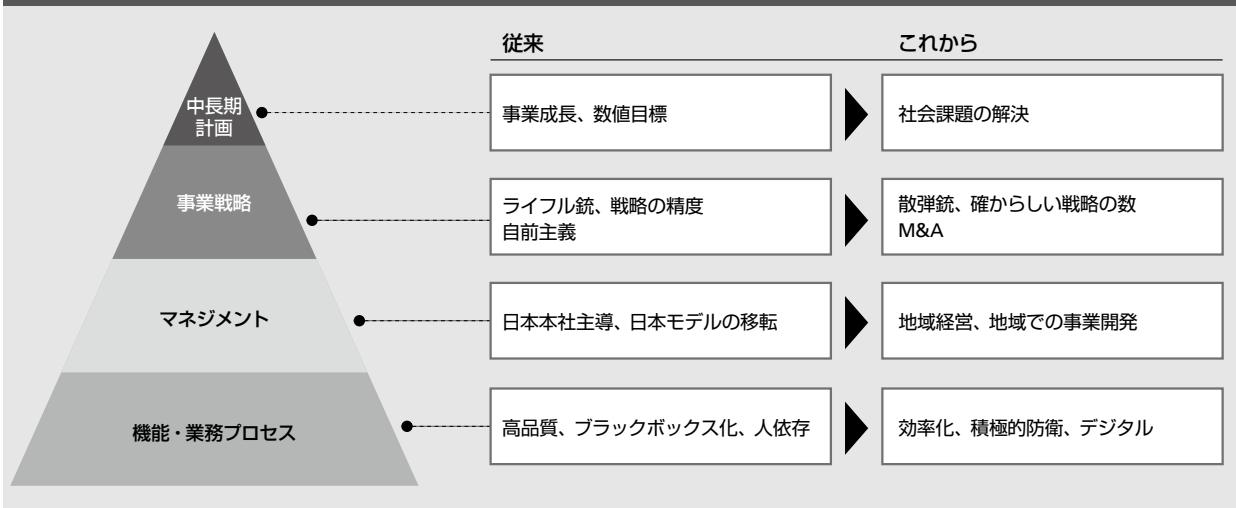 従来
これから
中長期
計画
事業成長、数値目標
社会課題の解決
事業戦略
ライフル銃、戦略の精度
自前主義
散弾銃、確からしい戦略の数
M&A
マネジメント
日本本社主導、日本モデルの移転
地域経営、地域での事業開発
機能・業務プロセス
高品質、ブラックボックス化、人依存
効率化、積極的防衛、デジタル